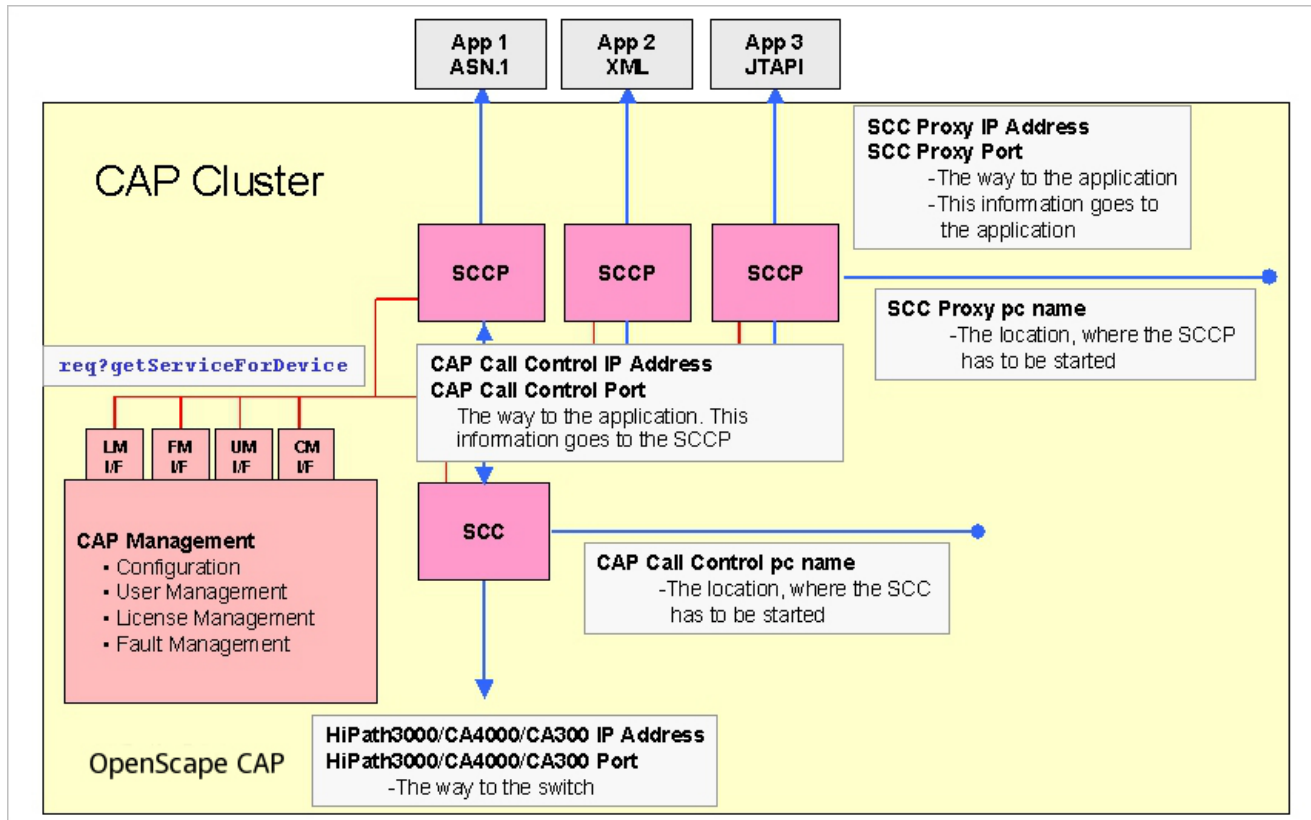 App 1
ASN.1
App 2
XML
App 3
JTAPI
CAP Cluster
SCC Proxy IP Address
SCC Proxy Port
-The way to the application
-This information goes to
the application
SCCP
SCCP
SCCP
SCC Proxy pc name
-The location, where the SCCP
has to be started
req?getServiceForDevice
CAP Call Control IP Address
CAP Call Control Port
The way to the application. This
information goes to the SCCP
LM
I/F
FM
I/F
UM
I/F
CM
I/F
CAP Management
▪ Configuration
▪ User Management
▪ License Management
▪ Fault Management
SCC
CAP Call Control pc name
-The location, where the SCC
has to be started
HiPath3000/CA4000/CA300 IP Address
HiPath3000/CA4000/CA300 Port
-The way to the switch
OpenScape CAP